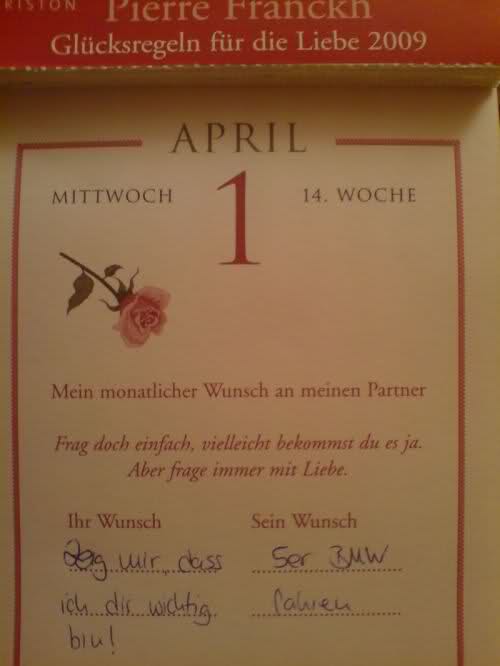 RISTON
Pierre Franckh
Glücksregeln für die Liebe 2009
APRIL
MITTWOCH 1 14. WOCHE
Mein monatlicher Wunsch an meinen Partner
Frag doch einfach, vielleicht bekommst du es ja.
Aber frage immer mit Liebe.
Ihr Wunsch Sein Wunsch
Zeig mir, dass 5er BMW
ich dir wichtig fahren
bin!